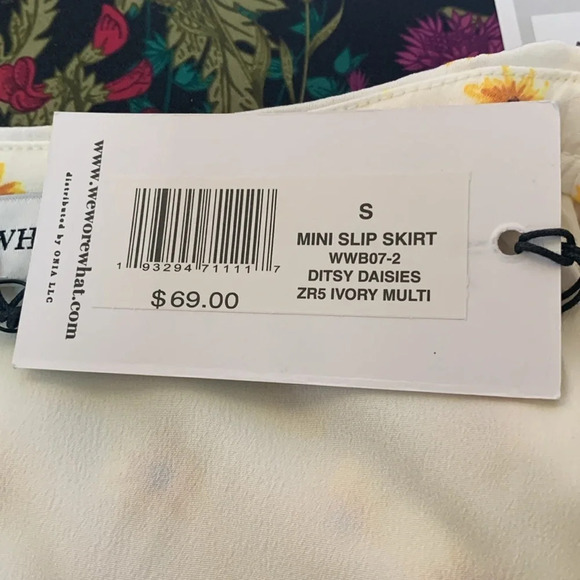 www.weworewhat.com
distributed by ONIA LLC
S
MINI SLIP SKIRT
WWB07-2
DITSY DAISIES
ZR5 IVORY MULTI
1 93294 71111 7
$69.00
WH